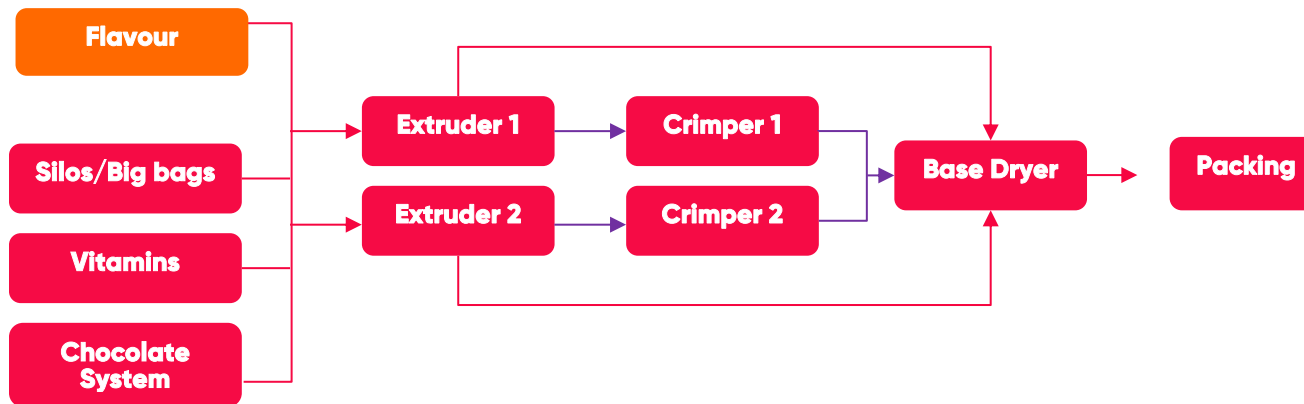 Flavour
Silos/Big bags
Vitamins
Chocolate
System
Extruder 1
Extruder 2
Crimper 1
Crimper 2
Base Dryer
Packing